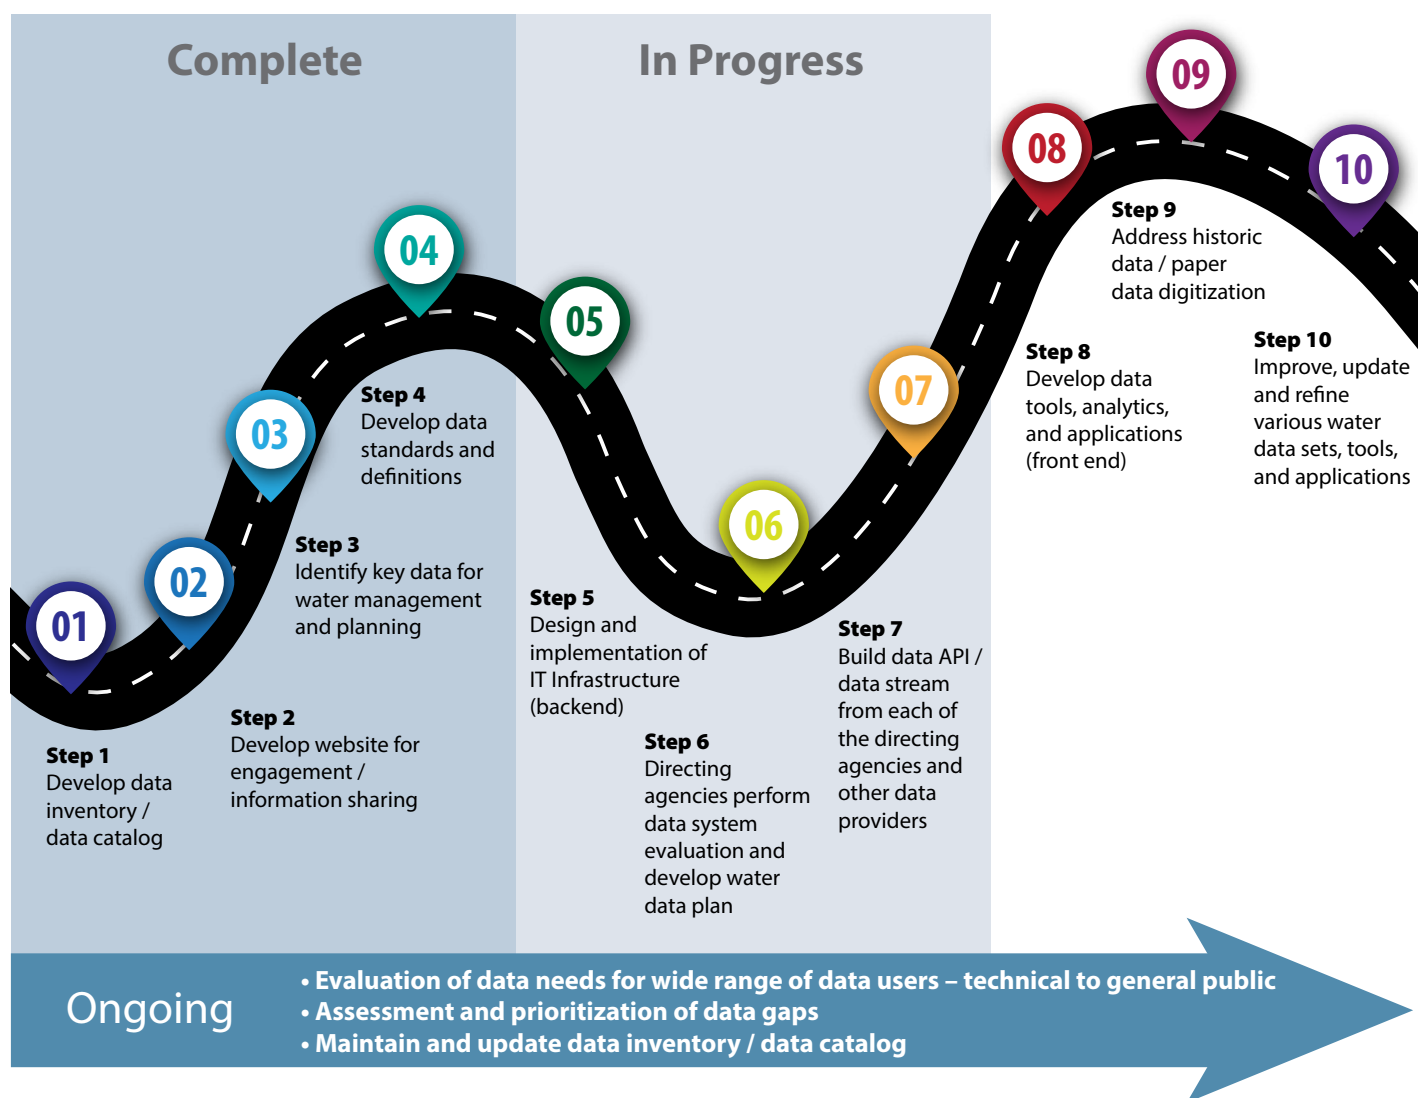 Complete
In Progress
01
02
03
04
05
06
07
08
09
10
Step 1
Develop data
inventory /
data catalog
Step 2
Develop website for
engagement /
information sharing
Step 3
Identify key data for
water management
and planning
Step 4
Develop data
standards and
definitions
Step 5
Design and
implementation of
IT Infrastructure
(backend)
Step 6
Directing
agencies perform
data system
evaluation and
develop water
data plan
Step 7
Build data API /
data stream
from each of
the directing
agencies and
other data
providers
Step 8
Develop data
tools, analytics,
and applications
(front end)
Step 9
Address historic
data / paper
data digitization
Step 10
Improve, update
and refine
various water
data sets, tools,
and applications
Ongoing
• Evaluation of data needs for wide range of data users – technical to general public
• Assessment and prioritization of data gaps
• Maintain and update data inventory / data catalog